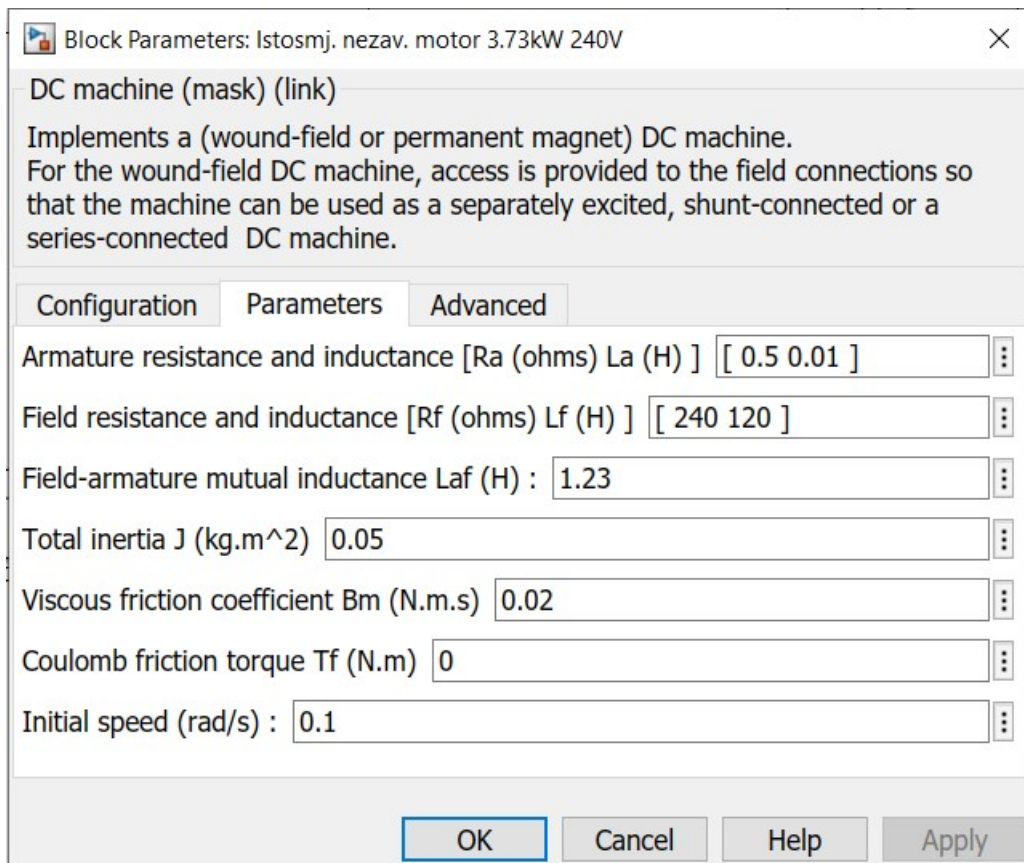 Block Parameters: Istosmj. nezav. motor 3.73kW 240V
DC machine (mask) (link)
Implements a (wound-field or permanent magnet) DC machine.
For the wound-field DC machine, access is provided to the field connections so
that the machine can be used as a separately excited, shunt-connected or a
series-connected DC machine.
Configuration Parameters Advanced
Armature resistance and inductance [Ra (ohms) La (H) ] [ 0.5 0.01 ]
Field resistance and inductance [Rf (ohms) Lf (H) ] [ 240 120 ]
Field-armature mutual inductance Laf (H) : 1.23
Total inertia J (kg.m^2) 0.05
Viscous friction coefficient Bm (N.m.s) 0.02
Coulomb friction torque Tf (N.m) 0
Initial speed (rad/s) : 0.1
OK Cancel Help Apply